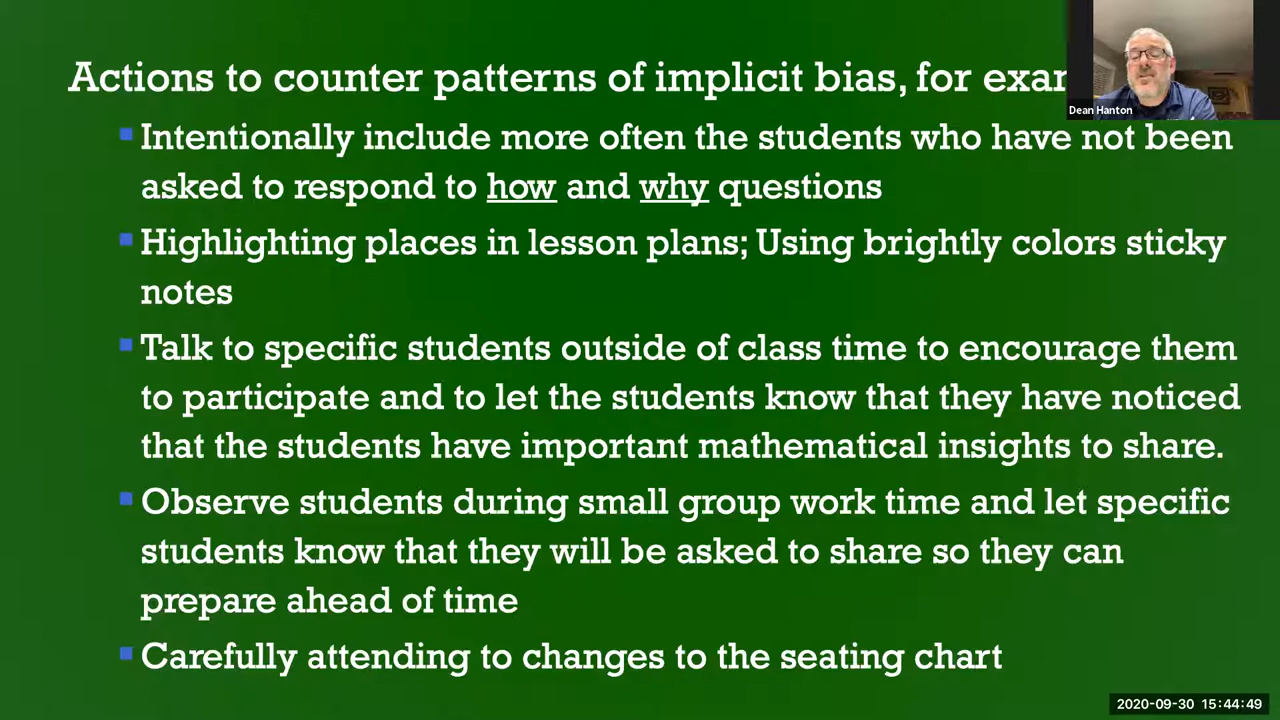 Actions to counter patterns of implicit bias, for
Dean Hanton
Intentionally include more often the students who have not been
asked to respond to how and why questions
Highlighting places in lesson plans; Using brightly colors sticky
notes
Talk to specific students outside of class time to encourage them
to participate and to let the students know that they have noticed
that the students have important mathematical insights to share.
Observe students during small group work time and let specific
students know that they will be asked to share so they can
prepare ahead of time
Carefully attending to changes to the seating chart
2020-09-30 15:44:49